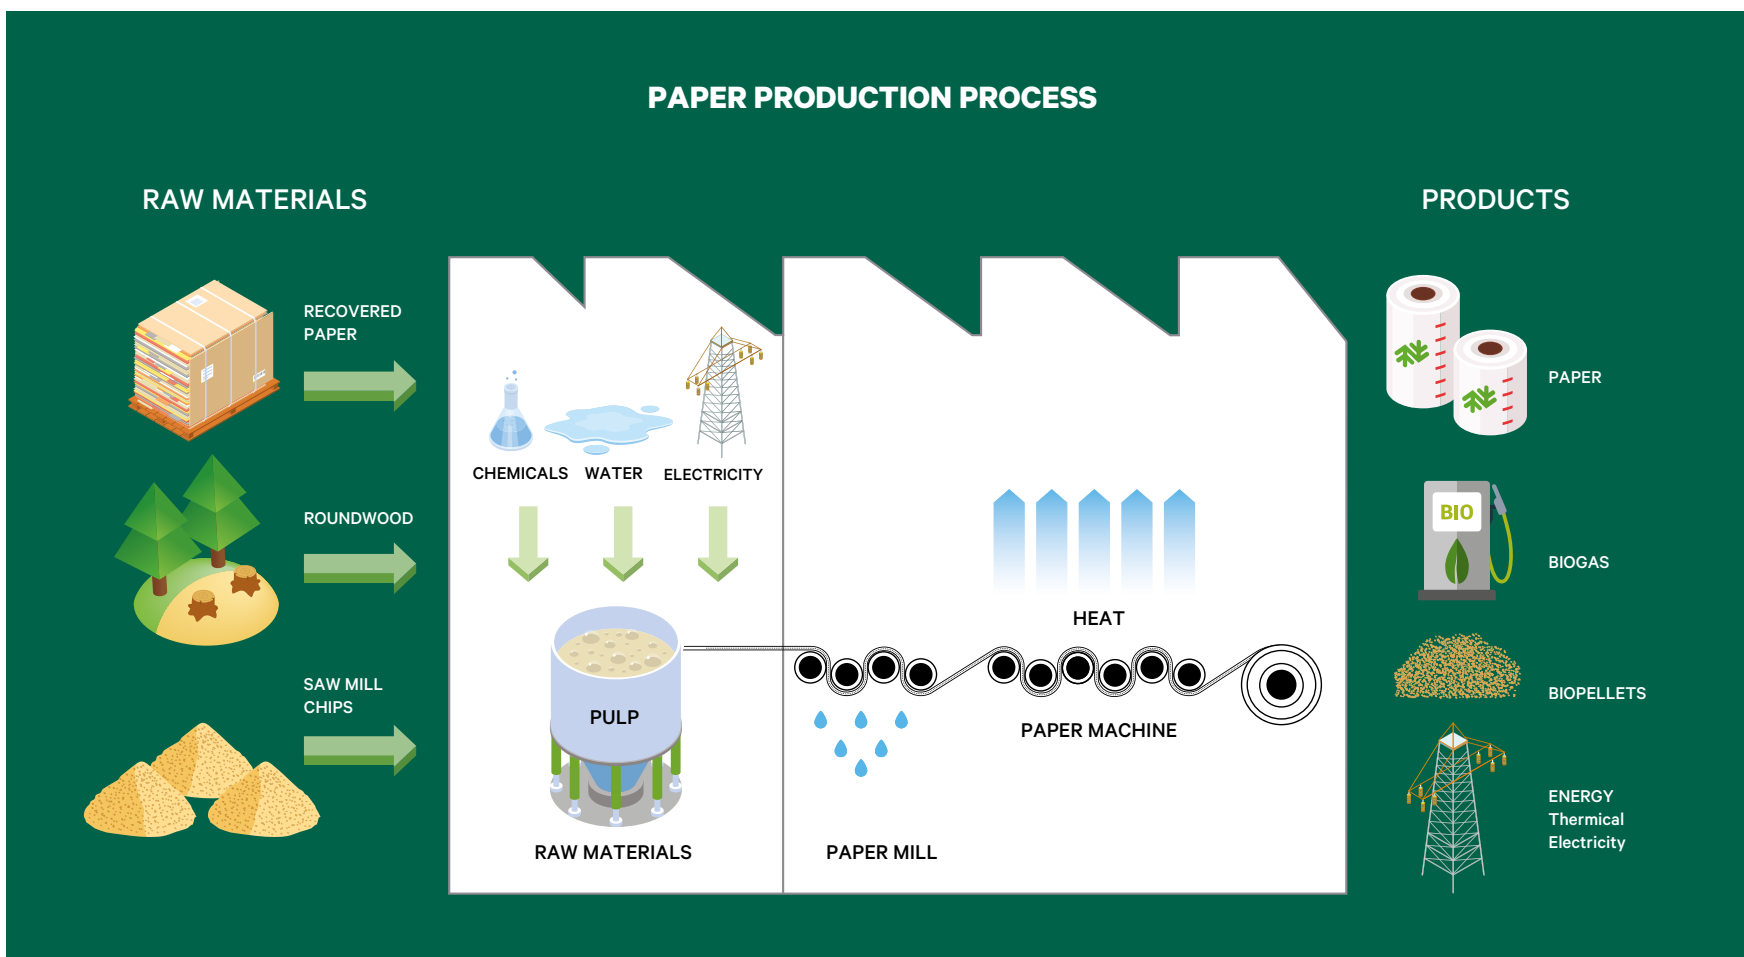 PAPER PRODUCTION PROCESS
RAW MATERIALS
RECOVERED
PAPER
ROUNDWOOD
SAW MILL
CHIPS
CHEMICALS
WATER
ELECTRICITY
PULP
RAW MATERIALS
HEAT
PAPER MACHINE
PAPER MILL
PRODUCTS
PAPER
BIO
BIOGAS
BIOPELLETS
ENERGY
Thermical
Electricity